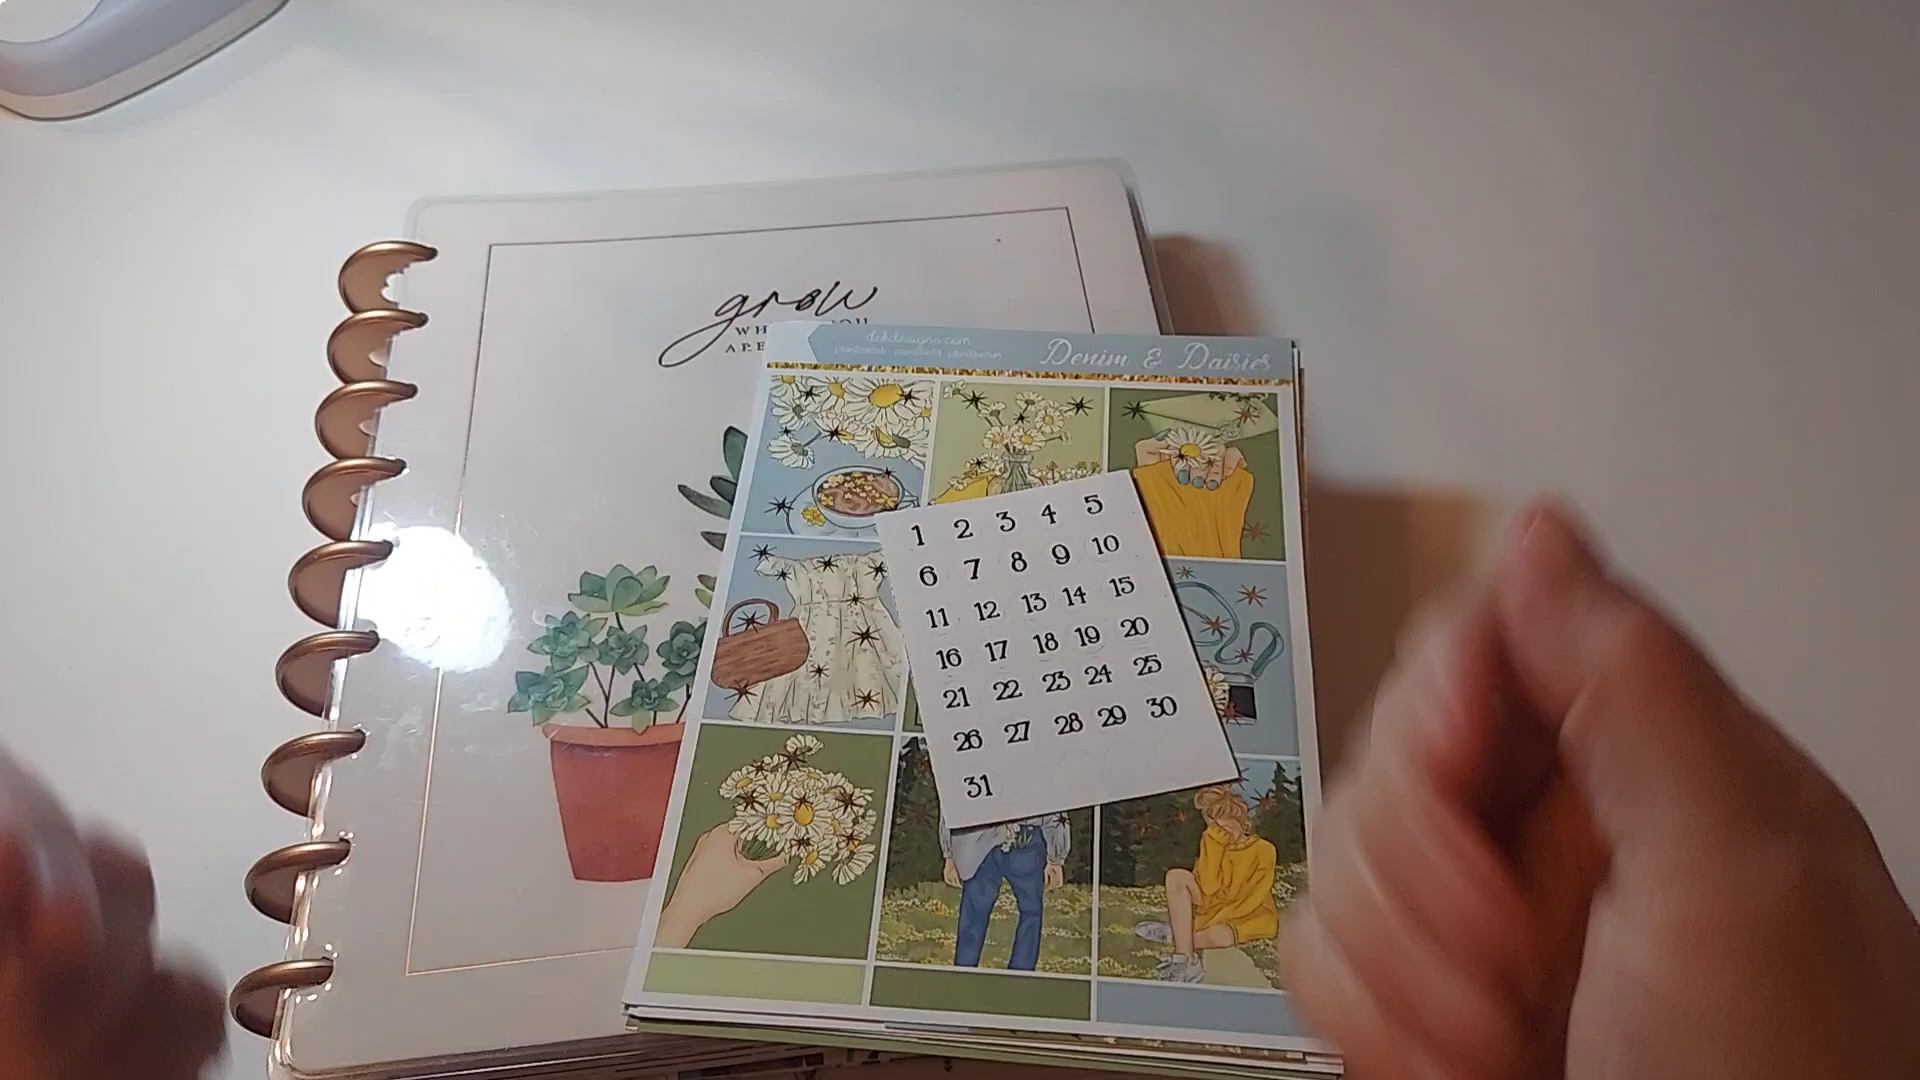 grow
dekdesigns.com
Denim & Daisies
1 2 3 4 5
6 7 8 9 10
11 12 13 14 15
16 17 18 19 20
21 22 23 24 25
26 27 28 29 30
31